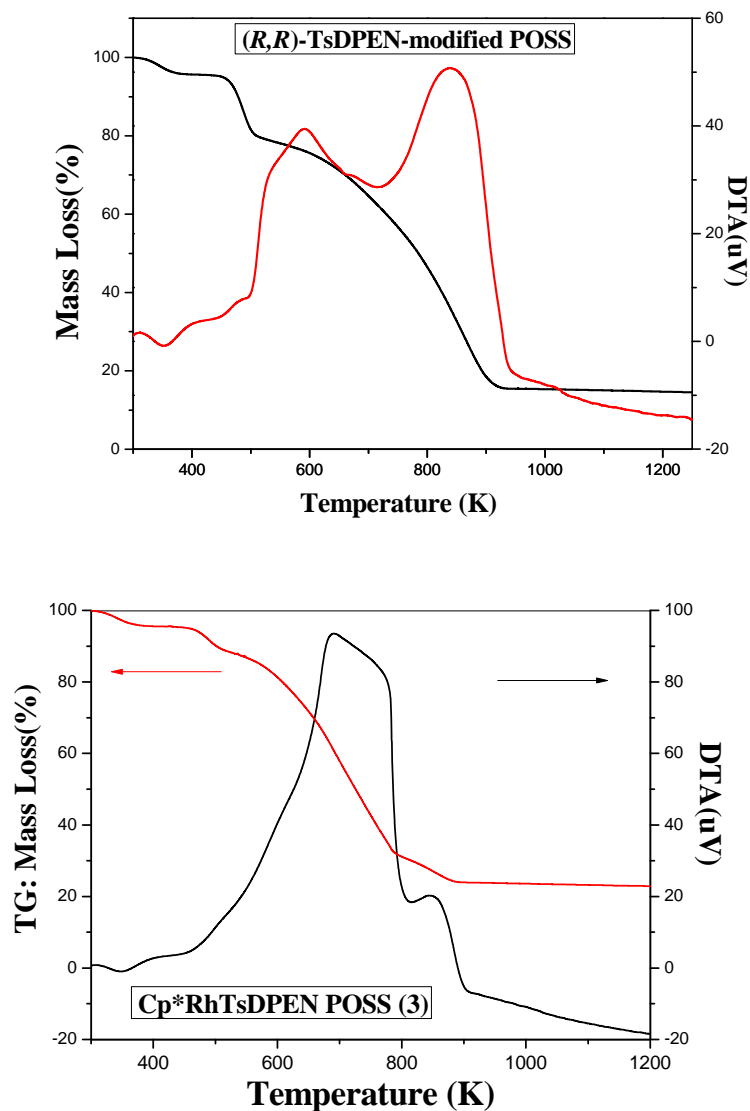 (R,R)-TsDPEN-modified POSS
100
80
60
40
20
0
Mass Loss(%)
60
40
20
0
-20
DTA(uV)
400 600 800 1000 1200
Temperature (K)
100
80
60
40
20
0
-20
TG: Mass Loss(%)
100
80
60
40
20
0
-20
DTA(uV)
Cp*RhTsDPEN POSS (3)
400 600 800 1000 1200
Temperature (K)